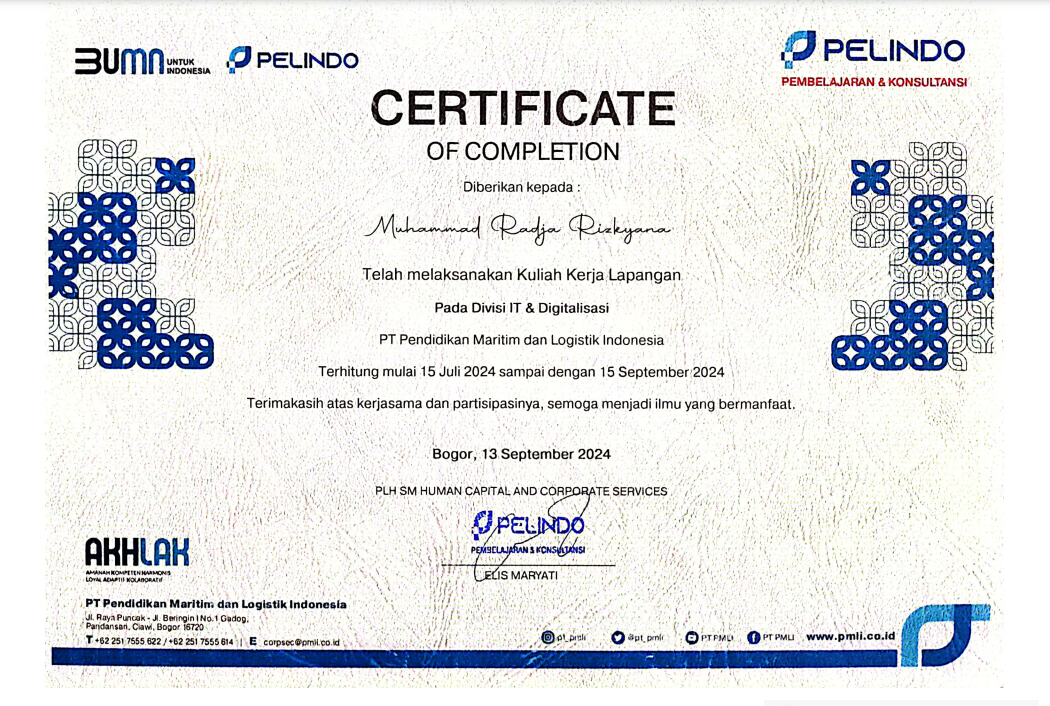 BUMN UNTUK INDONESIA
PELINDO
PELINDO
PEMBELAJARAN & KONSULTANSI
CERTIFICATE
OF COMPLETION
Diberikan kepada :
Muhammad Radja Rizkyana
Telah melaksanakan Kuliah Kerja Lapangan
Pada Divisi IT & Digitalisasi
PT Pendidikan Maritim dan Logistik Indonesia
Terhitung mulai 15 Juli 2024 sampai dengan 15 September 2024
Terimakasih atas kerjasama dan partisipasinya, semoga menjadi ilmu yang bermanfaat.
Bogor, 13 September 2024
PLH SM HUMAN CAPITAL AND CORPORATE SERVICES
PELINDO
PEMBELAJARAN & KONSULTANSI
ELIS MARYATI
AKHLAK
AMANAH KOMPETEN HARMONIS
LOYAL ADAPTIF KOLABORATIF
PT Pendidikan Maritim dan Logistik Indonesia
Jl. Raya Puncak - Jl. Beringin I No. 1 Gadog,
Pandansari, Ciawi, Bogor 16720
T +62 251 7555 622 / +62 251 7555 614 | E corpsec@pmli.co.id
pt_pmli @pt_pmli PT PMLI PT PMLI www.pmli.co.id